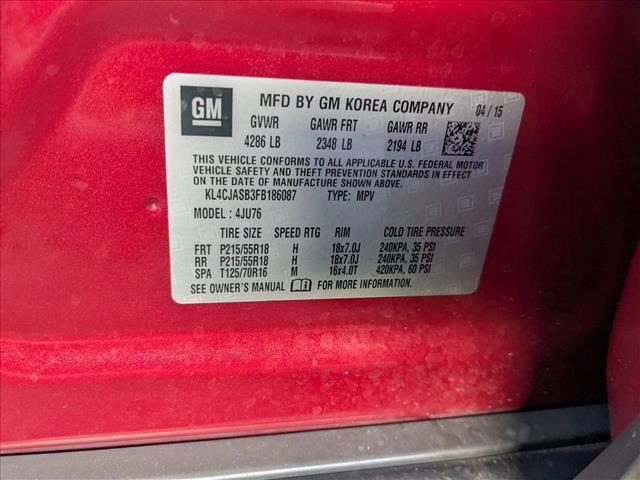 GM MFD BY GM KOREA COMPANY 04 / 15
GVWR GAWR FRT GAWR RR
4286 LB 2348 LB 2194 LB
THIS VEHICLE CONFORMS TO ALL APPLICABLE U.S. FEDERAL MOTOR
VEHICLE SAFETY AND THEFT PREVENTION STANDARDS IN EFFECT
ON THE DATE OF MANUFACTURE SHOWN ABOVE.
KL4CJASB3FB186087 TYPE: MPV
MODEL : 4JU76
TIRE SIZE SPEED RTG RIM COLD TIRE PRESSURE
FRT P215/55R18 H 18x7.0J 240KPA, 35 PSI
RR P215/55R18 H 18x7.0J 240KPA, 35 PSI
SPA T125/70R16 M 16x4.0T 420KPA, 60 PSI
SEE OWNER'S MANUAL FOR MORE INFORMATION.